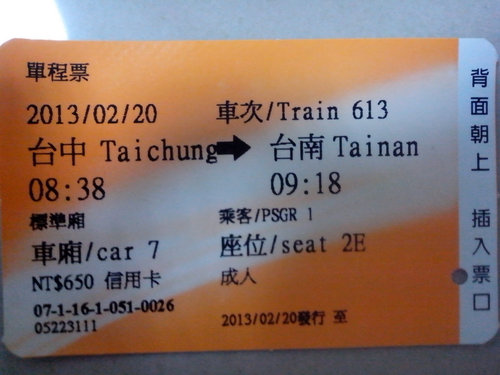 單程票
2013/02/20 車次/Train 613
台中 Taichung → 台南 Tainan
08:38 09:18
標準廂 乘客/PSGR 1
車廂/car 7 座位/seat 2E
NT$650 信用卡 成人
07-1-16-1-051-0026
05223111 2013/02/20發行 至
背面朝上 插入票口